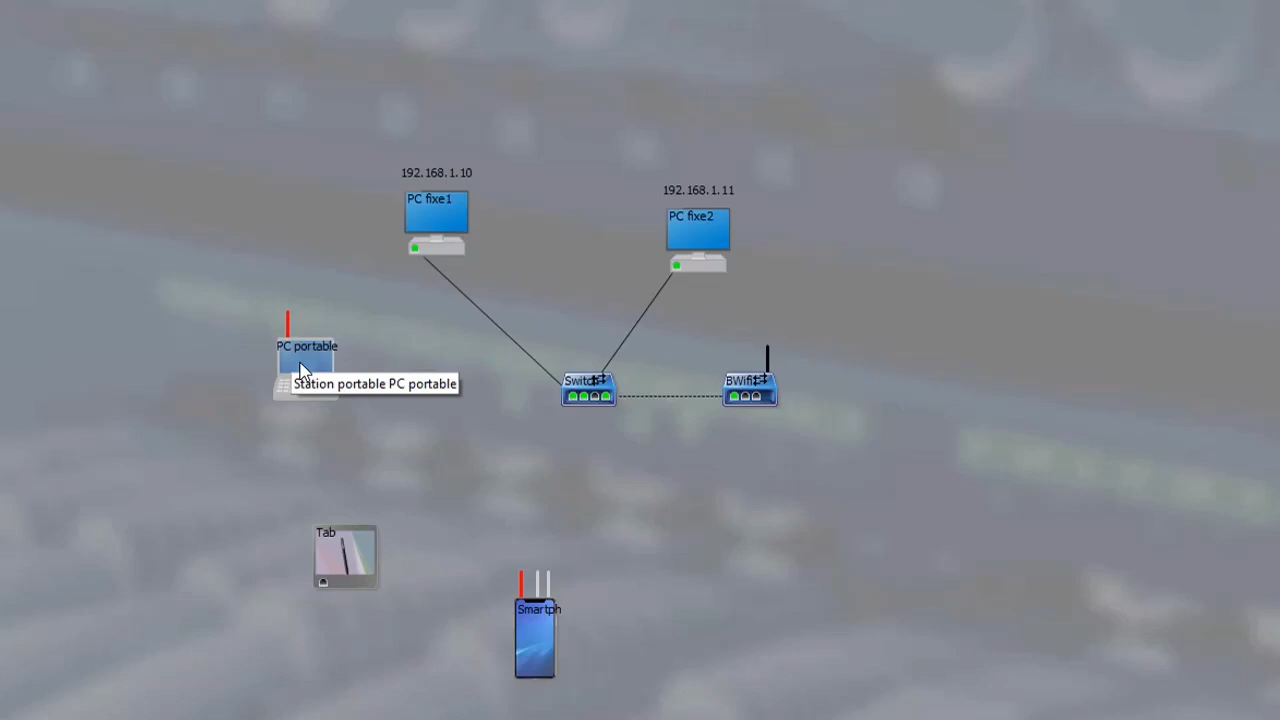 192.168.1.10
PC fixe1
192.168.1.11
PC fixe2
PC portable
Station portable PC portable
Switch
BWifi
Tab
Smartph